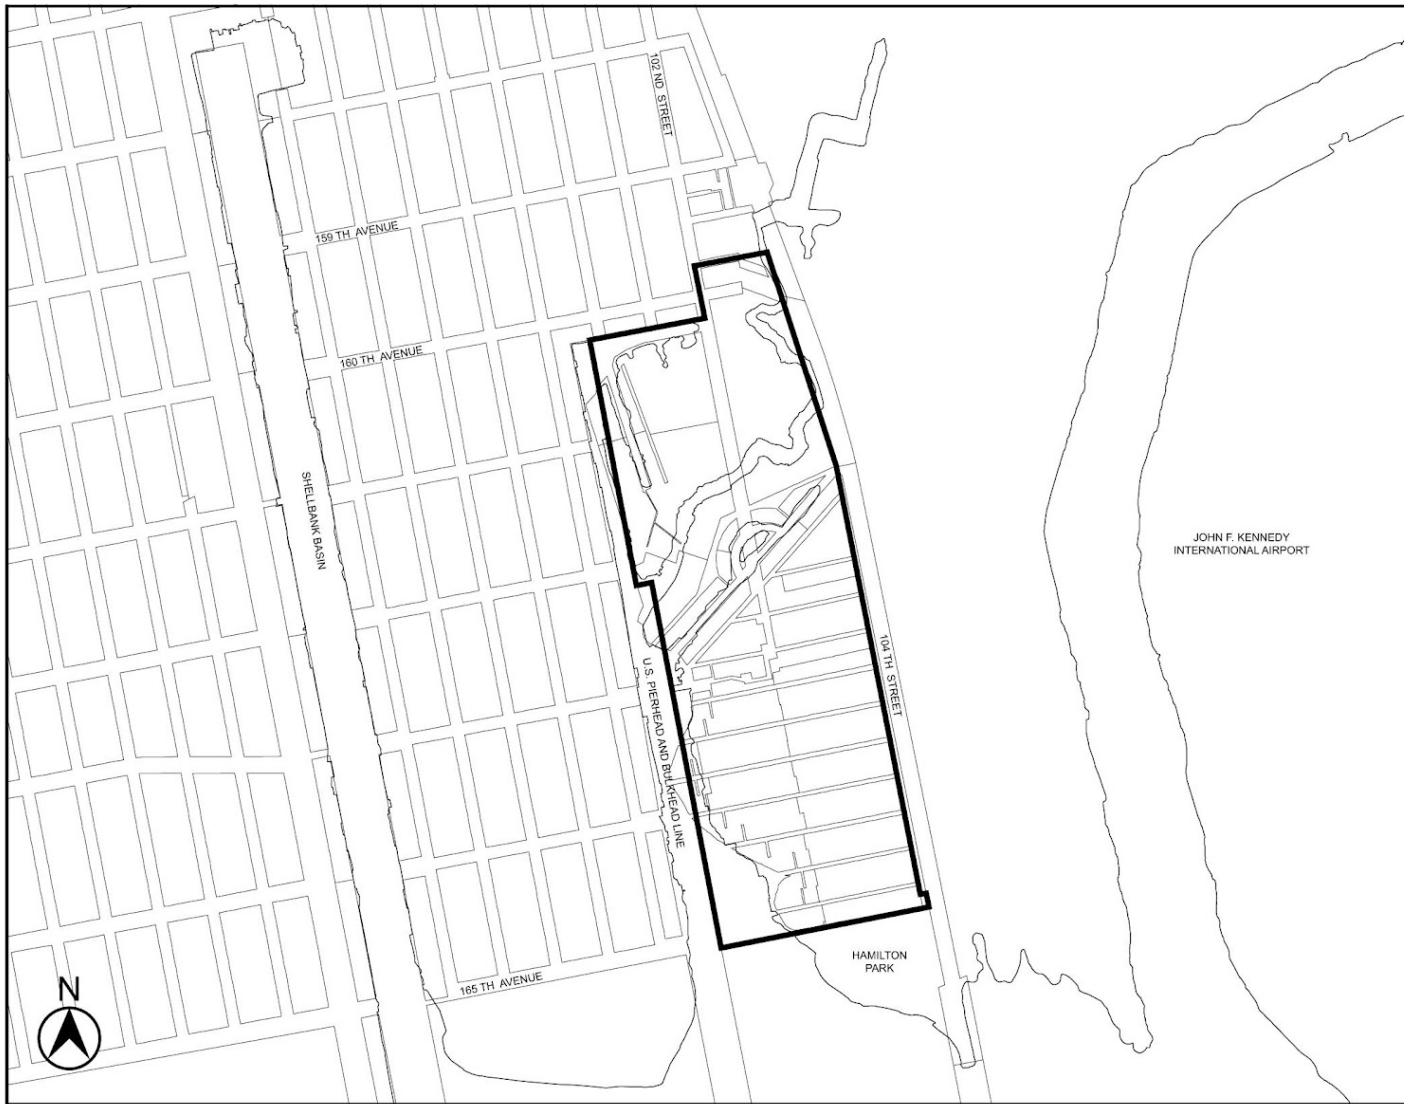 102 ND STREET
159 TH AVENUE
160 TH AVENUE
SHELLBANK BASIN
JOHN F. KENNEDY
INTERNATIONAL AIRPORT
104 TH STREET
U.S. PIERHEAD AND BULKHEAD LINE
HAMILTON
PARK
165 TH AVENUE
N